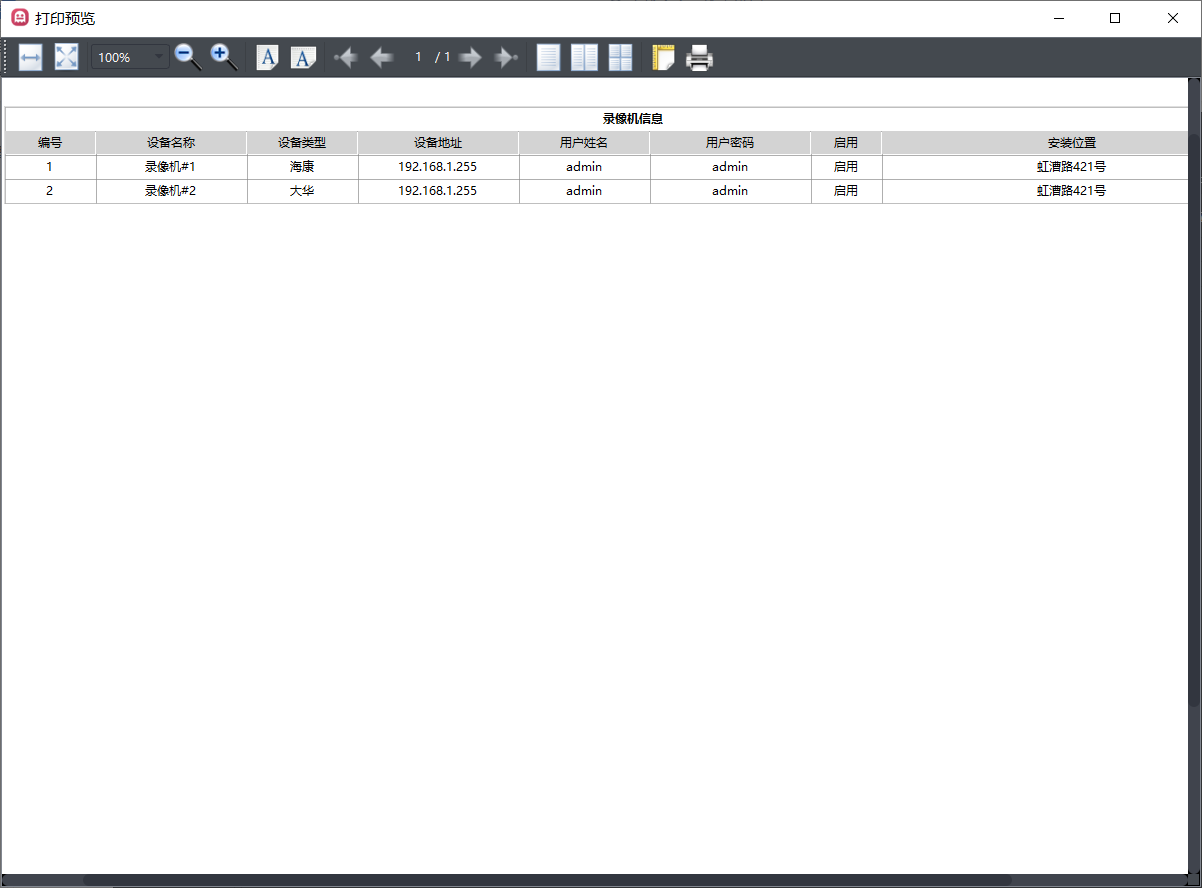 打印预览
100% A A 1 / 1
录像机信息
编号 设备名称 设备类型 设备地址 用户姓名 用户密码 启用 安装位置
1 录像机#1 海康 192.168.1.255 admin admin 启用 虹漕路421号
2 录像机#2 大华 192.168.1.255 admin admin 启用 虹漕路421号